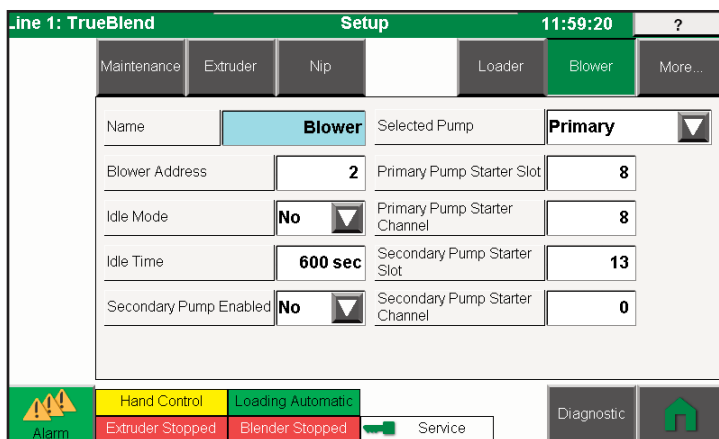 Line 1: TrueBlend Setup 11:59:20 ?
Maintenance Extruder Nip Loader Blower More...
Name Blower Selected Pump Primary
Blower Address 2 Primary Pump Starter Slot 8
Idle Mode No Primary Pump Starter
Channel 8
Idle Time 600 sec Secondary Pump Starter
Slot 13
Secondary Pump Enabled No Secondary Pump Starter
Channel 0
Hand Control Loading Automatic
Alarm Extruder Stopped Blender Stopped Service Diagnostic